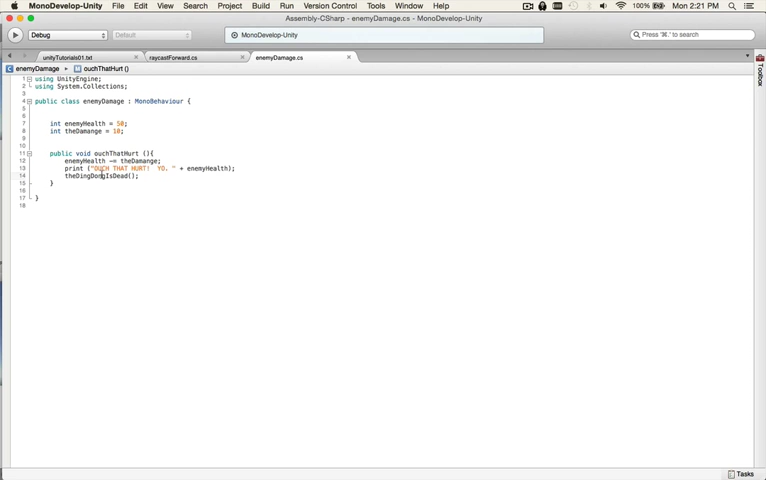 MonoDevelop-Unity File Edit View Search Project Build Run Version Control Tools Window Help 100% Mon 2:21 PM
Assembly-CSharp - enemyDamage.cs - MonoDevelop-Unity
Debug Default MonoDevelop-Unity Press '⌘.' to search
unityTutorials01.txt raycastForward.cs enemyDamage.cs
enemyDamage ouchThatHurt ()
Toolbox
1 using UnityEngine;
2 using System.Collections;
3
4 public class enemyDamage : MonoBehaviour {
5
6
7 int enemyHealth = 50;
8 int theDamange = 10;
9
10
11 public void ouchThatHurt (){
12 enemyHealth -= theDamange;
13 print ("OUCH THAT HURT! YO. " + enemyHealth);
14 theDingDongIsDead();
15 }
16
17 }
18
Tasks